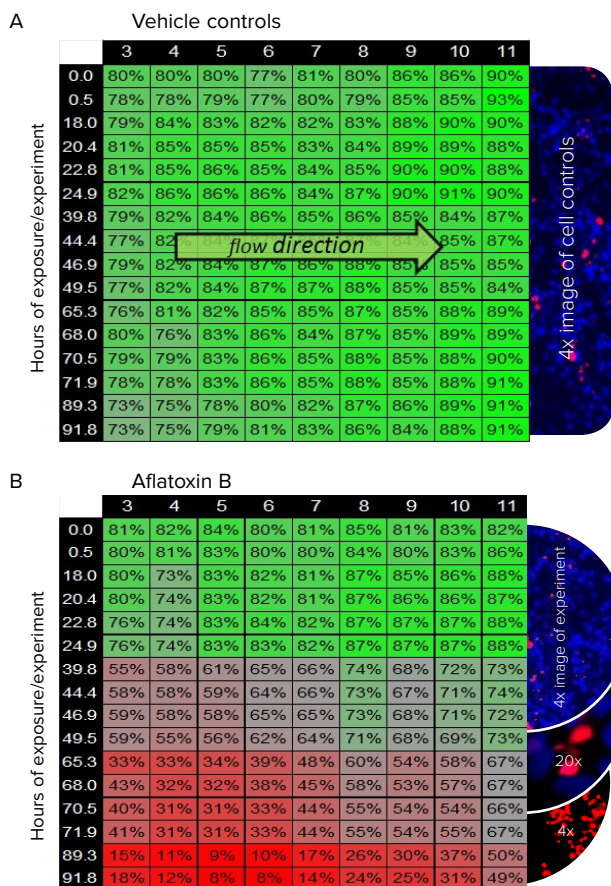 A Vehicle controls
3 4 5 6 7 8 9 10 11
0.0 80% 80% 80% 77% 81% 80% 86% 86% 90%
0.5 78% 78% 79% 77% 80% 79% 85% 85% 93%
18.0 79% 84% 83% 82% 82% 83% 88% 90% 90%
20.4 81% 85% 85% 85% 83% 84% 89% 89% 88%
22.8 81% 85% 86% 85% 84% 85% 90% 90% 88%
24.9 82% 86% 86% 86% 84% 87% 90% 91% 90%
39.8 79% 82% 84% 86% 85% 86% 85% 84% 87%
44.4 77% 82% 84% 85% 87%
flow direction
46.9 79% 82% 84% 87% 86% 88% 85% 85% 85%
49.5 77% 82% 84% 87% 87% 88% 85% 85% 84%
65.3 76% 81% 82% 85% 85% 87% 85% 88% 89%
68.0 80% 76% 83% 86% 84% 87% 85% 89% 89%
70.5 79% 79% 83% 86% 85% 88% 85% 88% 90%
71.9 78% 78% 83% 86% 85% 88% 85% 88% 91%
89.3 73% 75% 78% 80% 82% 87% 86% 89% 91%
91.8 73% 75% 79% 81% 83% 86% 84% 88% 91%
Hours of exposure/experiment
4x image of cell controls
B Aflatoxin B
3 4 5 6 7 8 9 10 11
0.0 81% 82% 84% 80% 81% 85% 81% 83% 82%
0.5 80% 81% 83% 80% 80% 84% 80% 83% 86%
18.0 80% 73% 83% 82% 81% 87% 85% 86% 88%
20.4 80% 74% 83% 82% 81% 87% 86% 86% 87%
22.8 76% 74% 83% 84% 82% 87% 87% 87% 88%
24.9 76% 74% 83% 83% 82% 87% 87% 87% 88%
39.8 55% 58% 61% 65% 66% 74% 68% 72% 73%
44.4 58% 58% 59% 64% 66% 73% 67% 71% 74%
46.9 59% 58% 58% 65% 65% 73% 68% 71% 72%
49.5 59% 55% 56% 62% 64% 71% 68% 69% 73%
65.3 33% 33% 34% 39% 48% 60% 54% 58% 67%
68.0 43% 32% 32% 38% 45% 58% 53% 57% 67%
70.5 40% 31% 31% 33% 44% 55% 54% 54% 66%
71.9 41% 31% 31% 33% 44% 55% 54% 55% 67%
89.3 15% 11% 9% 10% 17% 26% 30% 37% 50%
91.8 18% 12% 8% 8% 14% 24% 25% 31% 49%
Hours of exposure/experiment
4x image of experiment
20x
4x